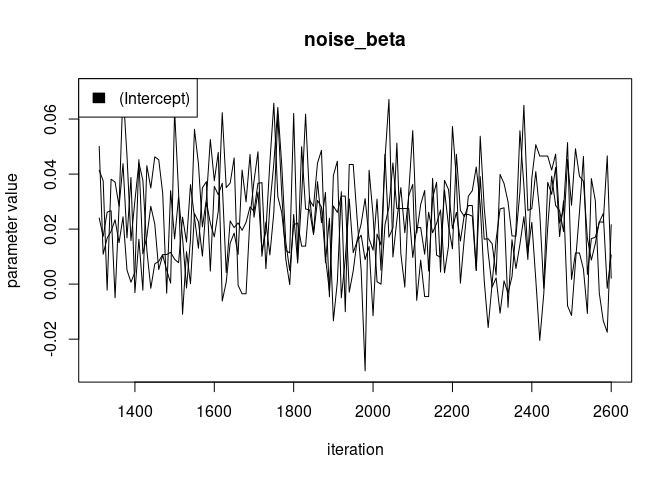 noise_beta
(Intercept)
parameter value
0.06
0.04
0.02
0.00
-0.02
1400 1600 1800 2000 2200 2400 2600
iteration